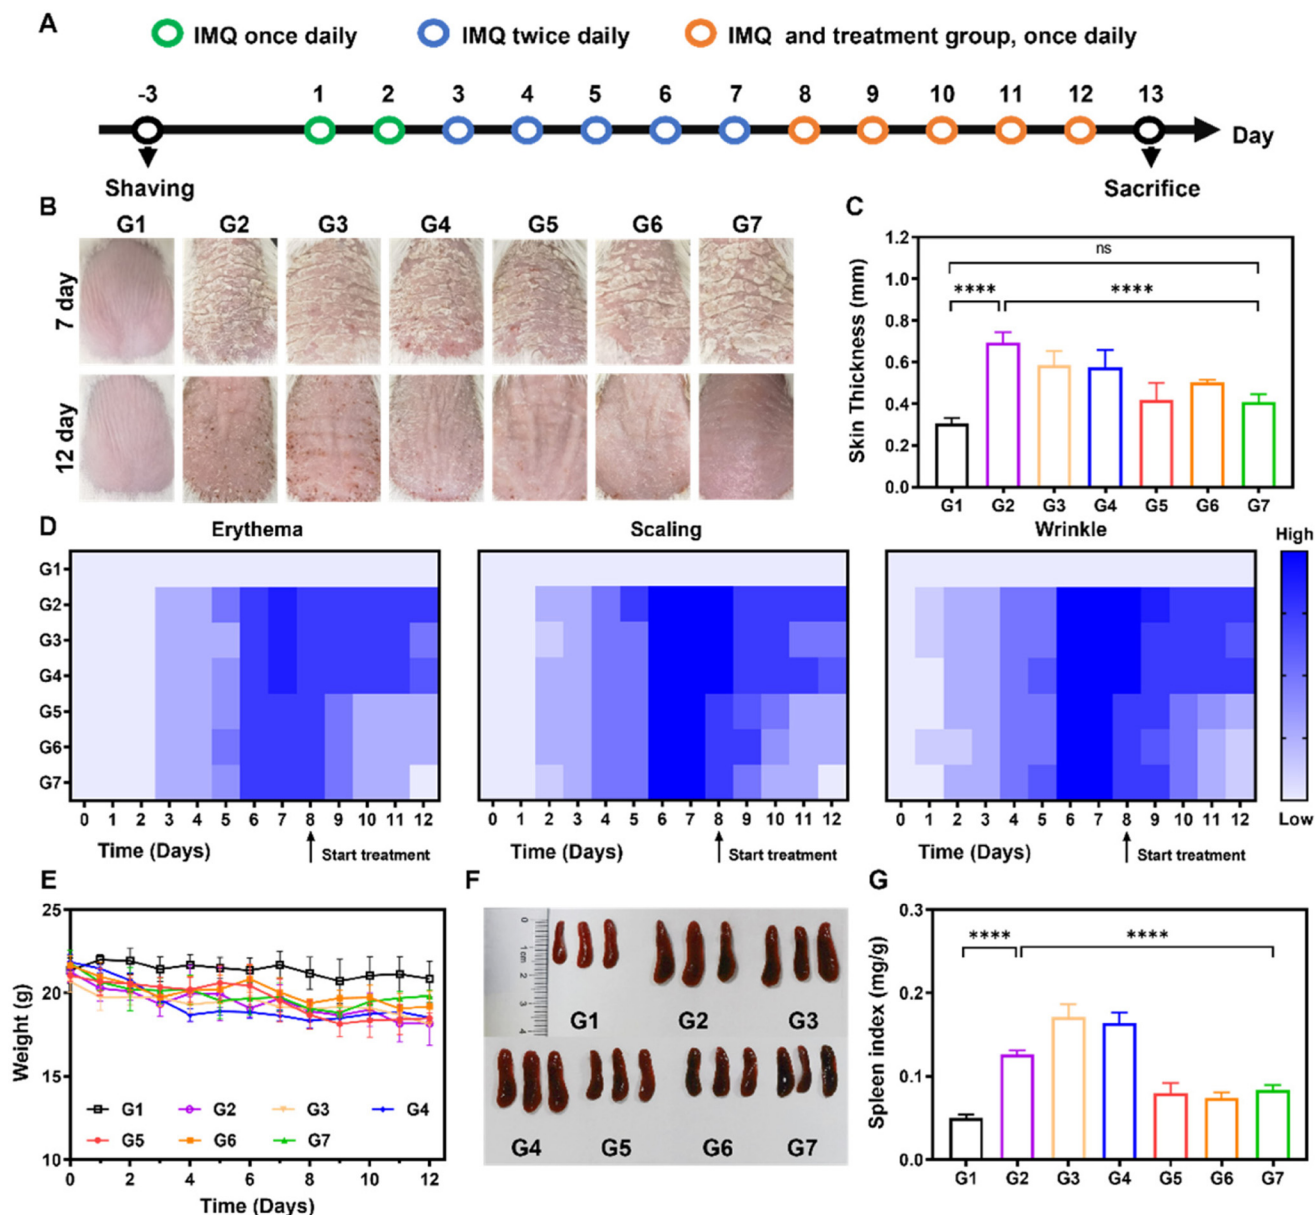 A
IMQ once daily IMQ twice daily IMQ and treatment group, once daily
-3 1 2 3 4 5 6 7 8 9 10 11 12 13
Day
Shaving Sacrifice
B
G1 G2 G3 G4 G5 G6 G7
7 day
12 day
C
Skin Thickness (mm)
1.2
1.0
0.8
0.6
0.4
0.2
0.0
ns
**** ****
G1 G2 G3 G4 G5 G6 G7
D
Erythema Scaling Wrinkle
High
Low
G1
G2
G3
G4
G5
G6
G7
0 1 2 3 4 5 6 7 8 9 10 11 12
0 1 2 3 4 5 6 7 8 9 10 11 12
0 1 2 3 4 5 6 7 8 9 10 11 12
Time (Days) Start treatment
Time (Days) Start treatment
Time (Days) Start treatment
E
Weight (g)
25
20
15
10
G1 G2 G3 G4
G5 G6 G7
0 2 4 6 8 10 12
Time (Days)
F
0
1cm
2
3
4
G1 G2 G3
G4 G5 G6 G7
G
Spleen index (mg/g)
0.3
0.2
0.1
0.0
**** ****
G1 G2 G3 G4 G5 G6 G7